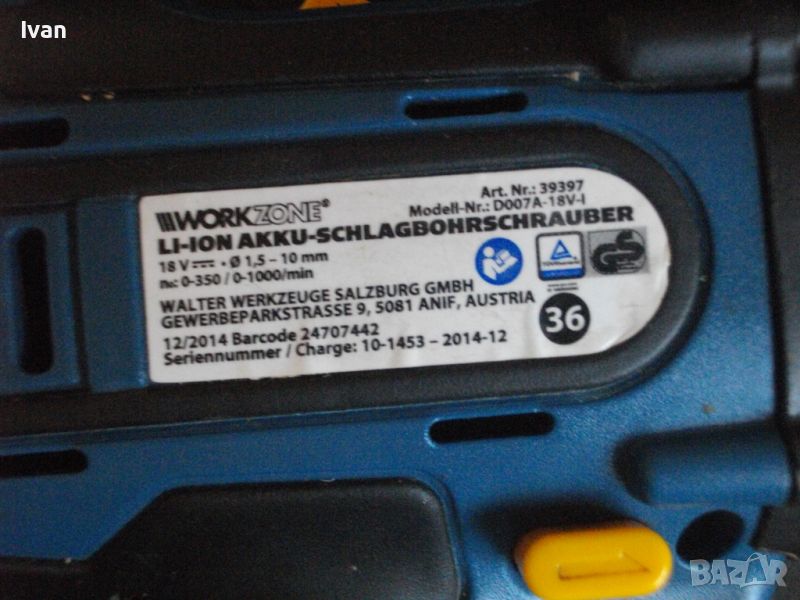 Ivan
WORKZONE®
Art. Nr.: 39397
Modell-Nr.: D007A-18V-I
LI-ION AKKU-SCHLAGBOHRSCHRAUBER
18 V ⎓ • Ø 1,5 – 10 mm
n₀: 0-350 / 0-1000/min
WALTER WERKZEUGE SALZBURG GMBH
GEWERBEPARKSTRASSE 9, 5081 ANIF, AUSTRIA
36
12/2014 Barcode 24707442
Seriennummer / Charge: 10-1453 – 2014-12
BAZAR